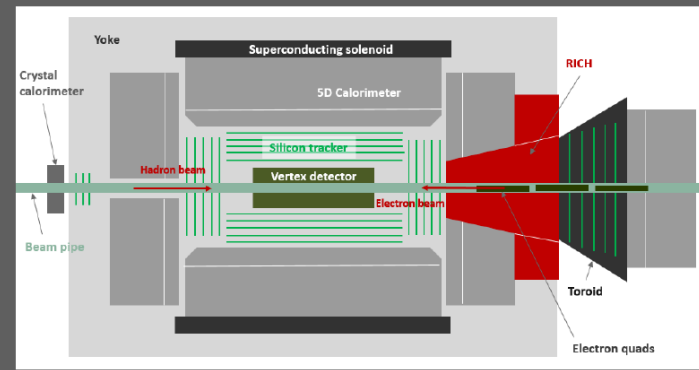 Yoke
Superconducting solenoid
RICH
Crystal
calorimeter
5D Calorimeter
Silicon tracker
Hadron beam
Vertex detector
Electron beam
Beam pipe
Toroid
Electron quads